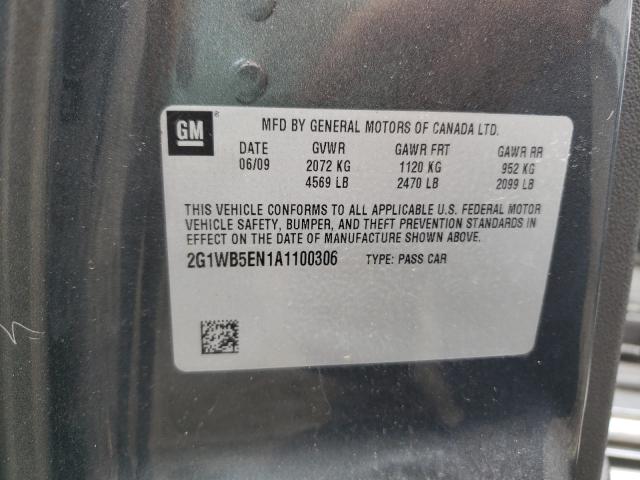 GM ®
MFD BY GENERAL MOTORS OF CANADA LTD.
DATE GVWR GAWR FRT GAWR RR
06/09 2072 KG 1120 KG 952 KG
4569 LB 2470 LB 2099 LB
THIS VEHICLE CONFORMS TO ALL APPLICABLE U.S. FEDERAL MOTOR
VEHICLE SAFETY, BUMPER, AND THEFT PREVENTION STANDARDS IN
EFFECT ON THE DATE OF MANUFACTURE SHOWN ABOVE.
2G1WB5EN1A1100306 TYPE: PASS CAR